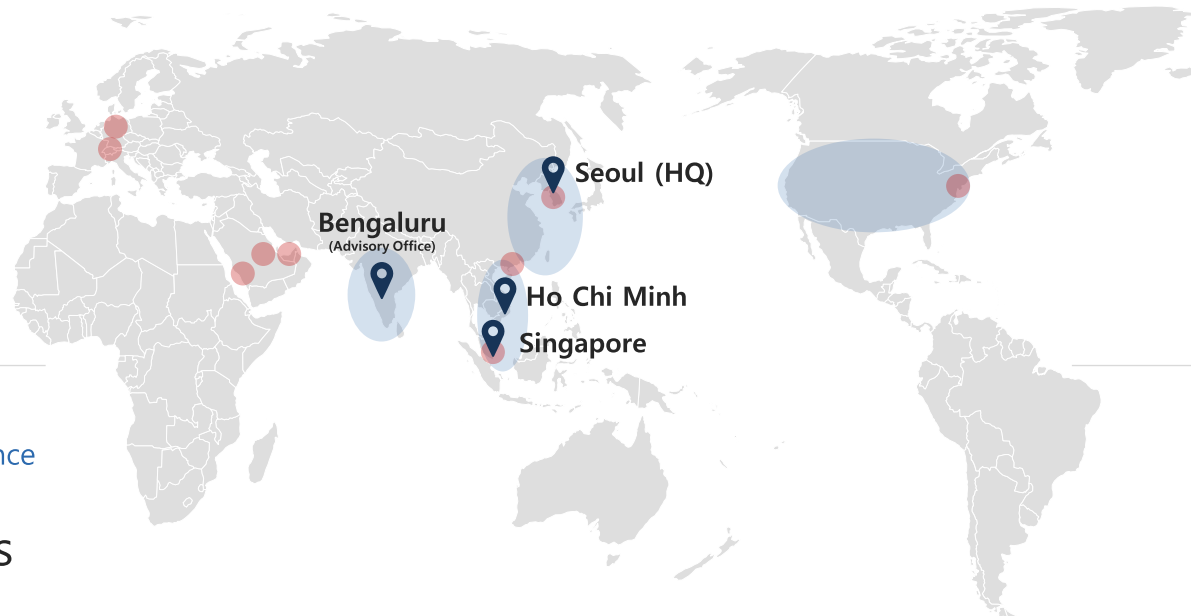 Seoul (HQ)
Bengaluru
(Advisory Office)
Ho Chi Minh
Singapore
nce
s